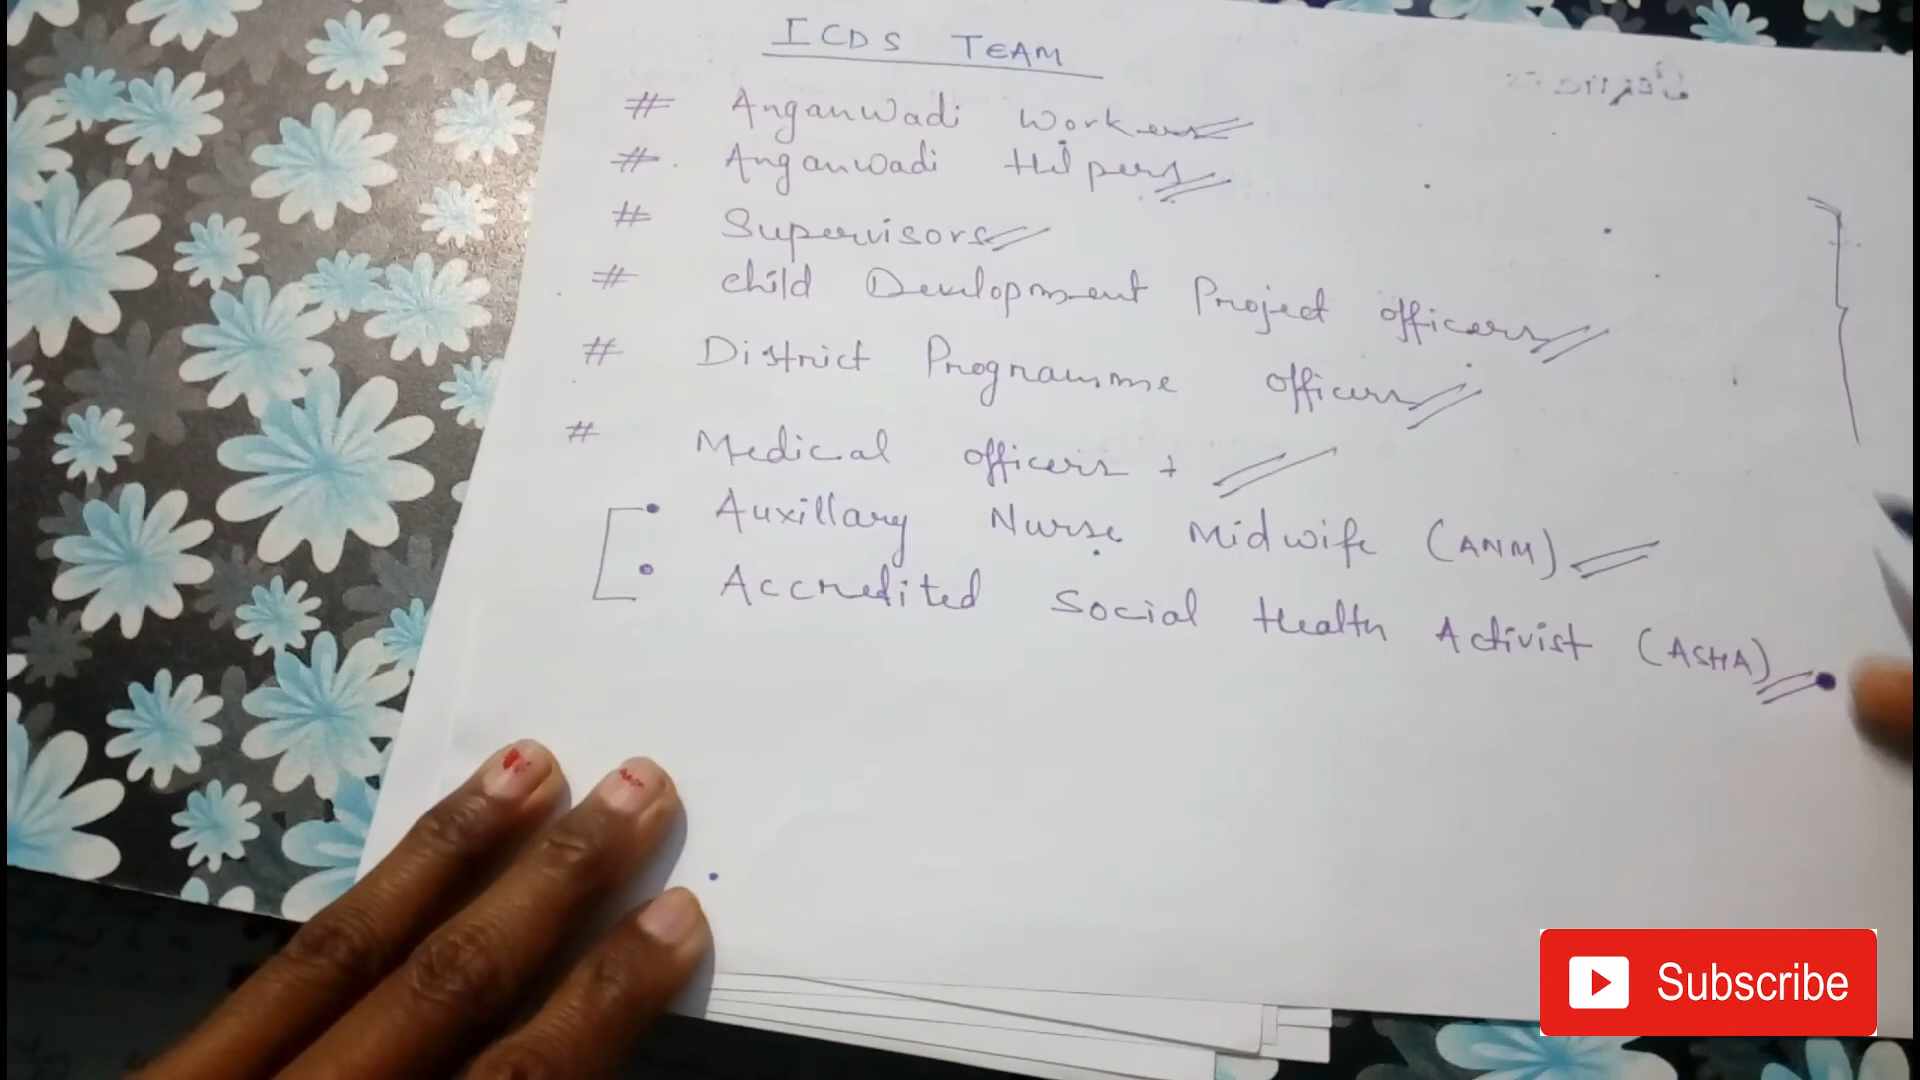 ICDS TEAM
# Anganwadi Workers
# Anganwadi Helpers
# Supervisors
# child Development Project officers
# District Programme officers
# Medical officers +
• Auxillary Nurse Midwife (ANM)
• Accredited Social Health Activist (ASHA)
Subscribe